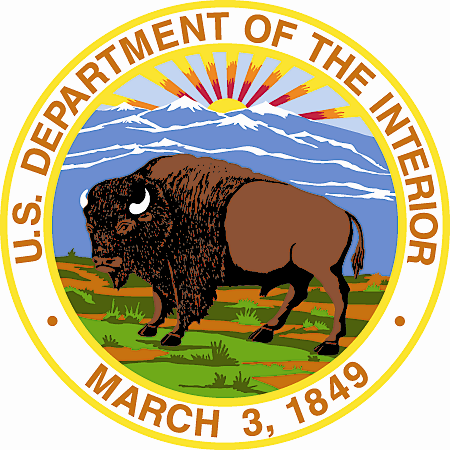 U.S. DEPARTMENT OF THE INTERIOR
MARCH 3, 1849